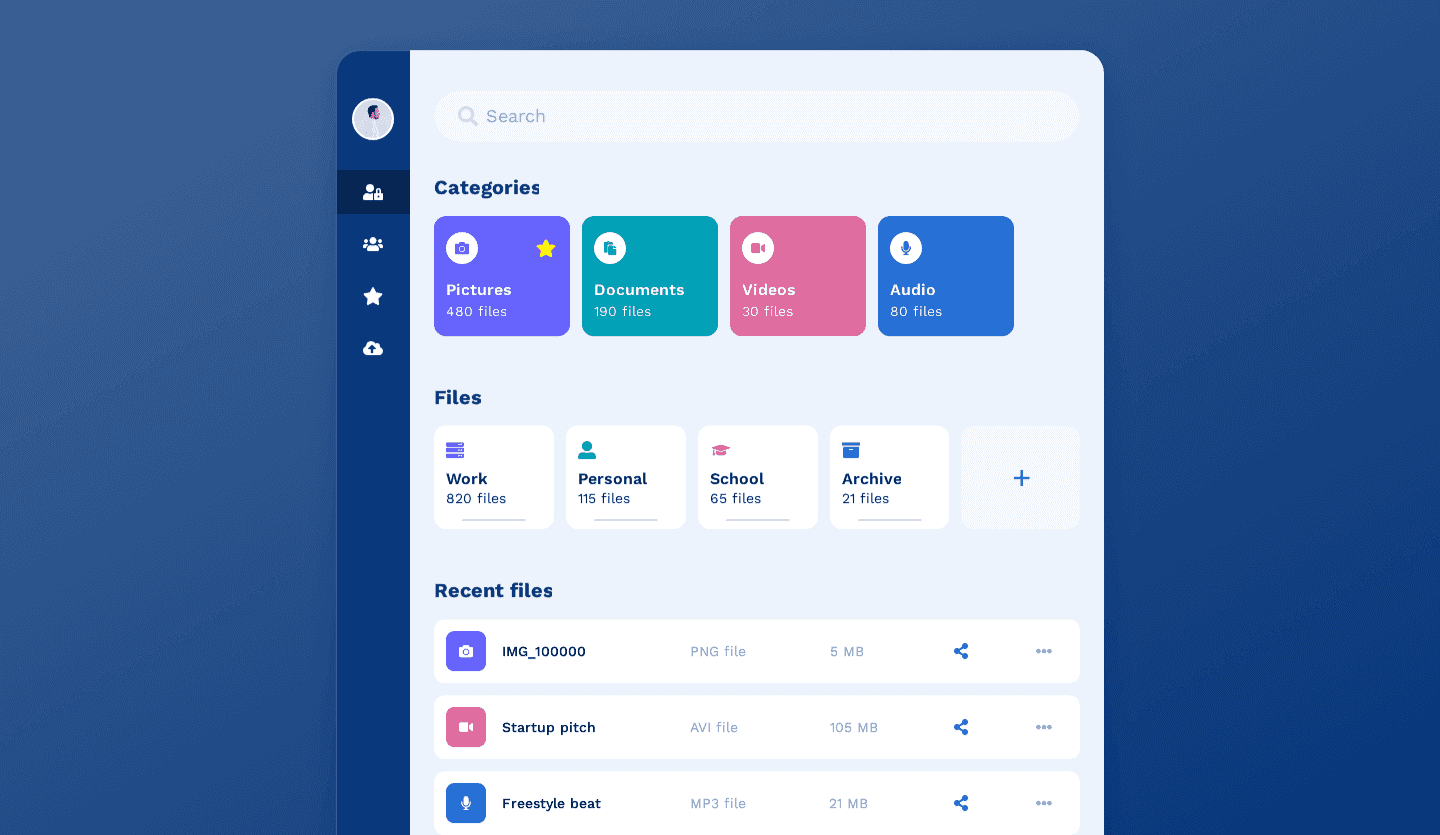 Search
Categories
Pictures
480 files
Documents
190 files
Videos
30 files
Audio
80 files
Files
Work
820 files
Personal
115 files
School
65 files
Archive
21 files
Recent files
IMG_100000 PNG file 5 MB
Startup pitch AVI file 105 MB
Freestyle beat MP3 file 21 MB